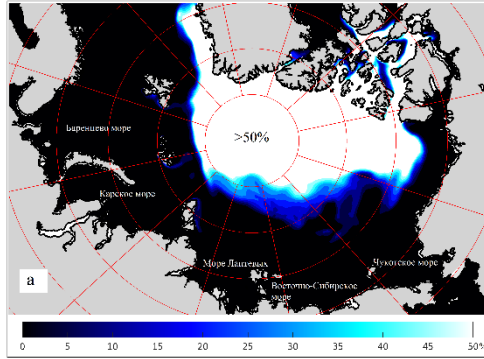 Баренцево море
>50%
Карское море
Море Лаптевых
Чукотское море
Восточно-Сибирское
море
а
0 5 10 15 20 25 30 35 40 45 50%